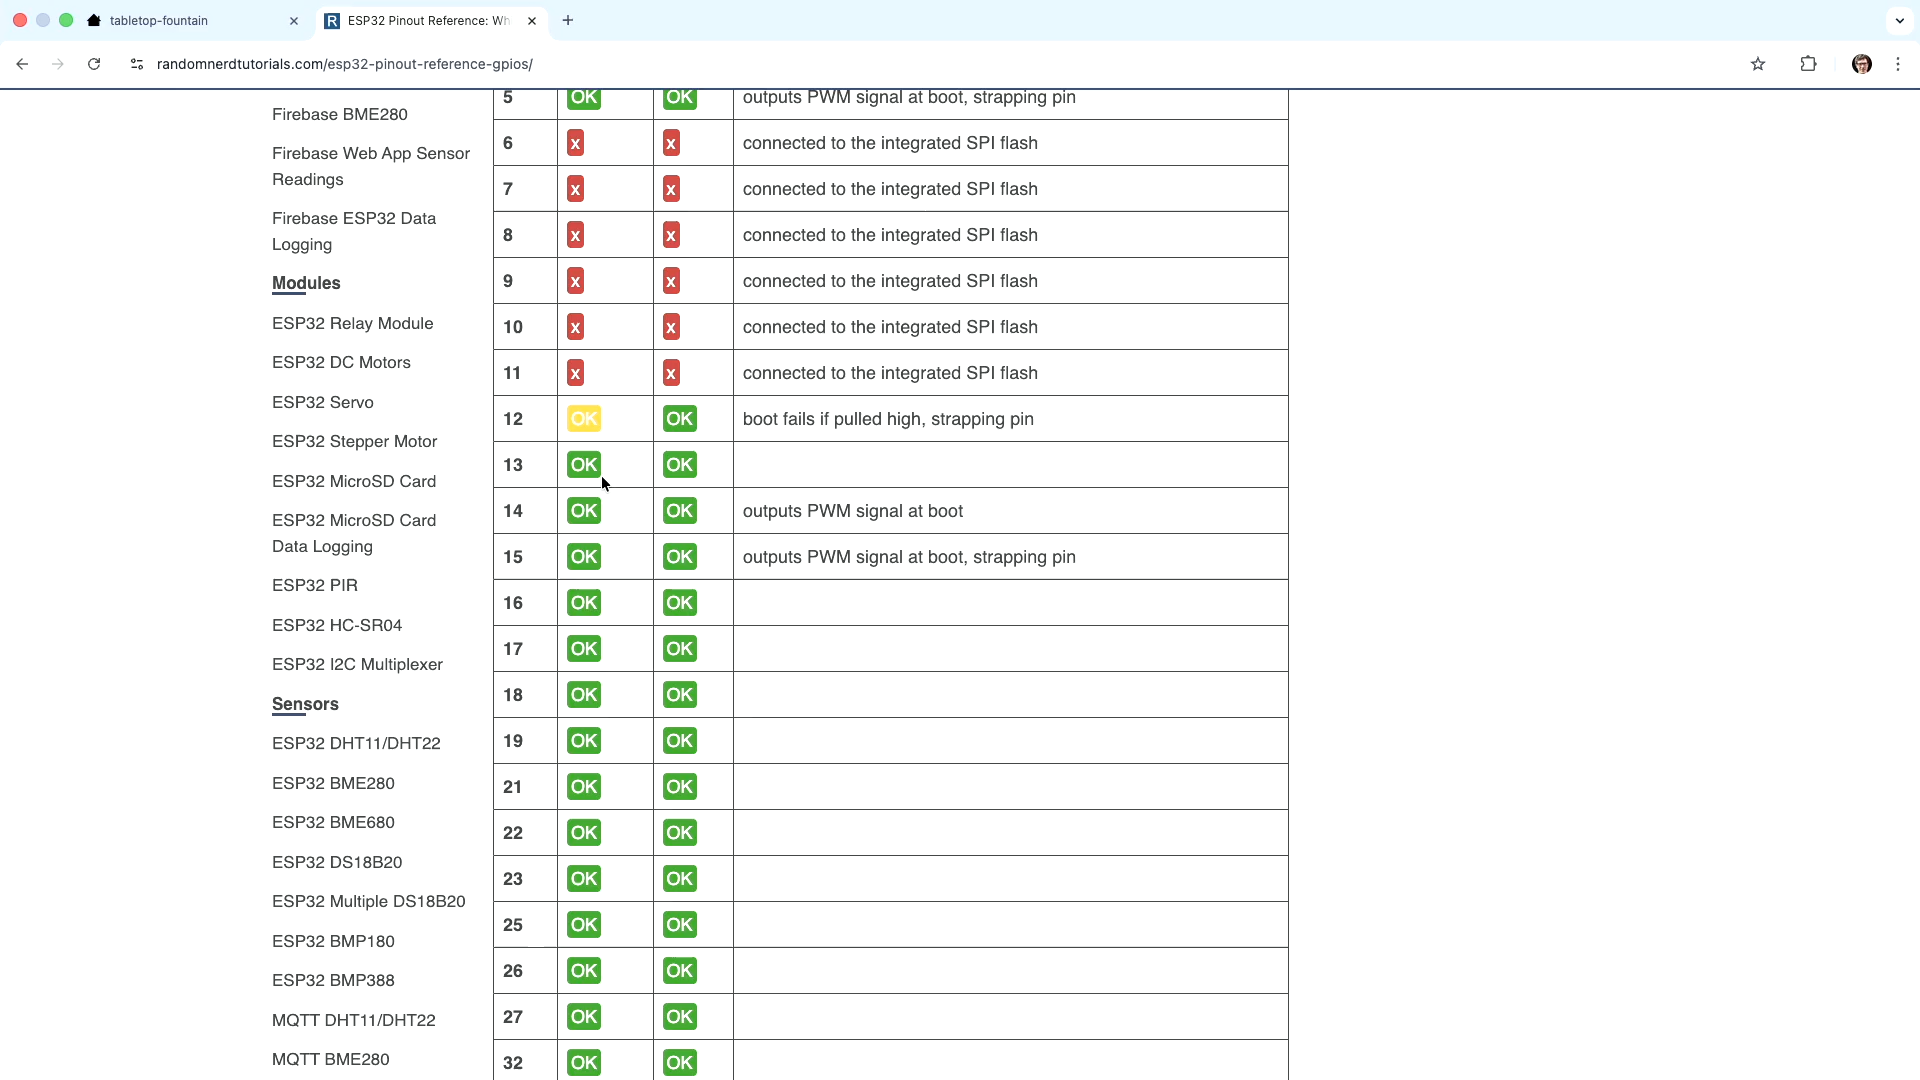 tabletop-fountain
ESP32 Pinout Reference: Wh
randomnerdtutorials.com/esp32-pinout-reference-gpios/
Firebase BME280
Firebase Web App Sensor
Readings
Firebase ESP32 Data
Logging
Modules
ESP32 Relay Module
ESP32 DC Motors
ESP32 Servo
ESP32 Stepper Motor
ESP32 MicroSD Card
ESP32 MicroSD Card
Data Logging
ESP32 PIR
ESP32 HC-SR04
ESP32 I2C Multiplexer
Sensors
ESP32 DHT11/DHT22
ESP32 BME280
ESP32 BME680
ESP32 DS18B20
ESP32 Multiple DS18B20
ESP32 BMP180
ESP32 BMP388
MQTT DHT11/DHT22
MQTT BME280
5 OK OK outputs PWM signal at boot, strapping pin
6 x x connected to the integrated SPI flash
7 x x connected to the integrated SPI flash
8 x x connected to the integrated SPI flash
9 x x connected to the integrated SPI flash
10 x x connected to the integrated SPI flash
11 x x connected to the integrated SPI flash
12 OK OK boot fails if pulled high, strapping pin
13 OK OK
14 OK OK outputs PWM signal at boot
15 OK OK outputs PWM signal at boot, strapping pin
16 OK OK
17 OK OK
18 OK OK
19 OK OK
21 OK OK
22 OK OK
23 OK OK
25 OK OK
26 OK OK
27 OK OK
32 OK OK